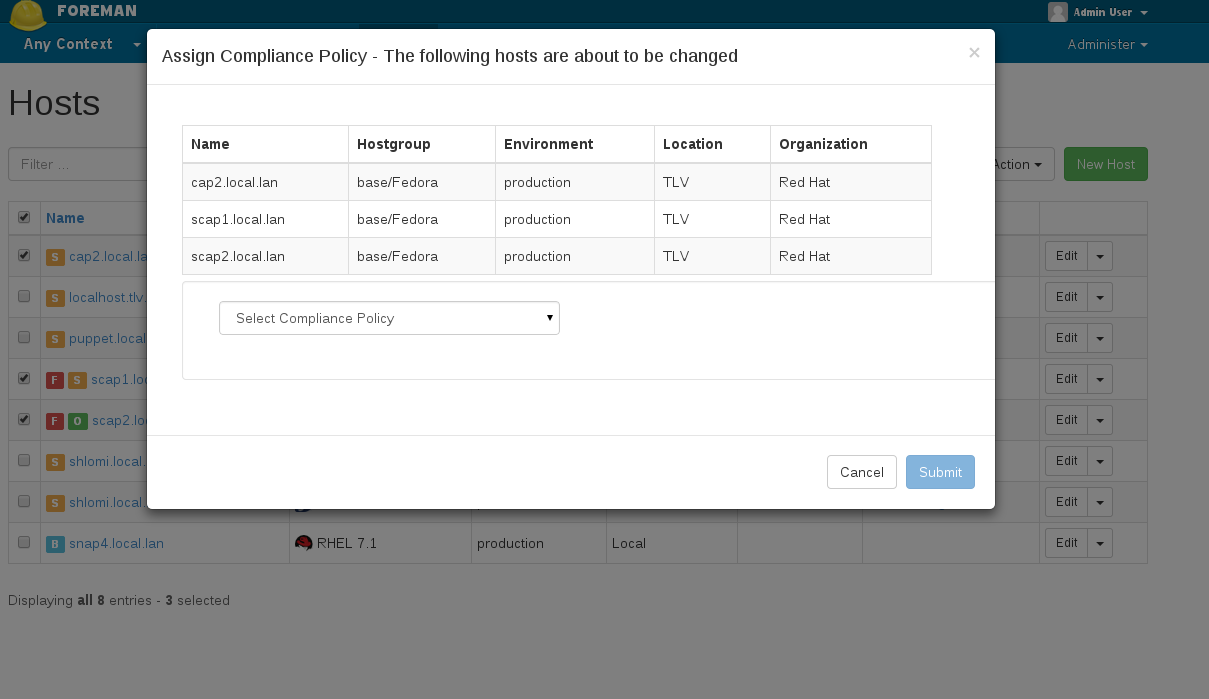 FOREMAN
Admin User
Any Context
Administer
Assign Compliance Policy - The following hosts are about to be changed
×
Hosts
Name Hostgroup Environment Location Organization
cap2.local.lan base/Fedora production TLV Red Hat
scap1.local.lan base/Fedora production TLV Red Hat
scap2.local.lan base/Fedora production TLV Red Hat
Select Compliance Policy
Cancel Submit
Filter ...
Action New Host
Name
S cap2.local.la Edit
S localhost.tlv. Edit
S puppet.local Edit
F S scap1.lo Edit
F O scap2.lo Edit
S shlomi.local. Edit
S shlomi.local. Edit
B snap4.local.lan RHEL 7.1 production Local Edit
Displaying all 8 entries - 3 selected